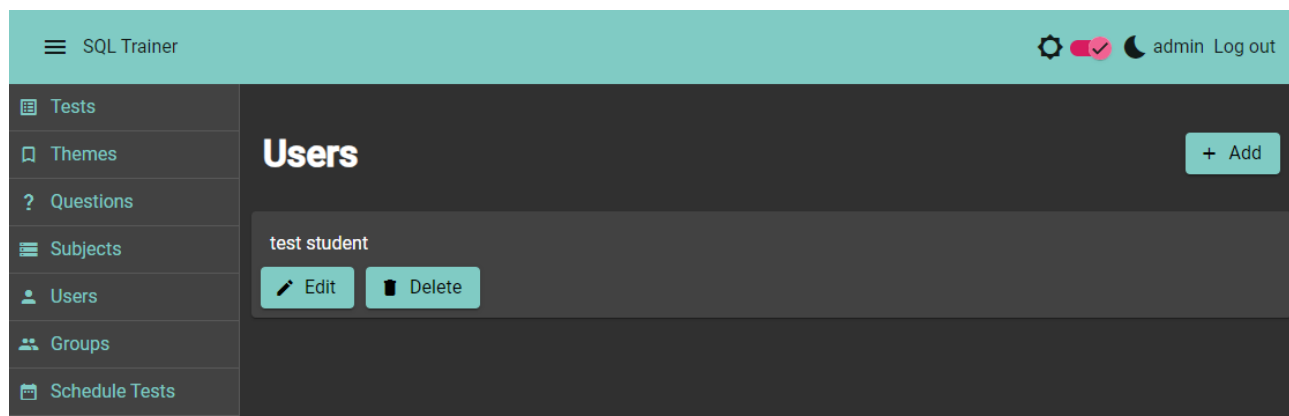 SQL Trainer
admin Log out
Tests
Themes
? Questions
Subjects
Users
Groups
Schedule Tests
Users
+ Add
test student
Edit
Delete